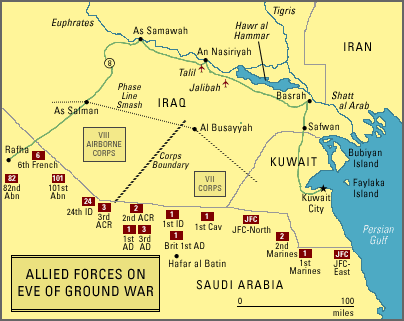 Euphrates
Tigris
As Samawah
Hawr al
Hammar
An Nasiriyah
IRAN
8
Talil
Jalibah
Phase
Line
Smash
Basrah
Shatt
al Arab
As Salman
IRAQ
Safwan
Al Busayyah
VIII
AIRBORNE
CORPS
Rafha
6
6th French
Corps
Boundary
KUWAIT
Bubiyan
Island
VII
CORPS
Faylaka
Island
82
82nd
Abn
101
101st
Abn
Kuwait
City
24
24th ID
3
3rd
ACR
2
2nd ACR
1
1st ID
1
1st Cav
JFC
JFC-North
Persian
Gulf
1
1st
AD
3
3rd
AD
1
Brit 1st AD
2
2nd
Marines
1
1st
Marines
JFC
JFC-
East
Hafar al Batin
ALLIED FORCES ON
EVE OF GROUND WAR
SAUDI ARABIA
0
100
miles